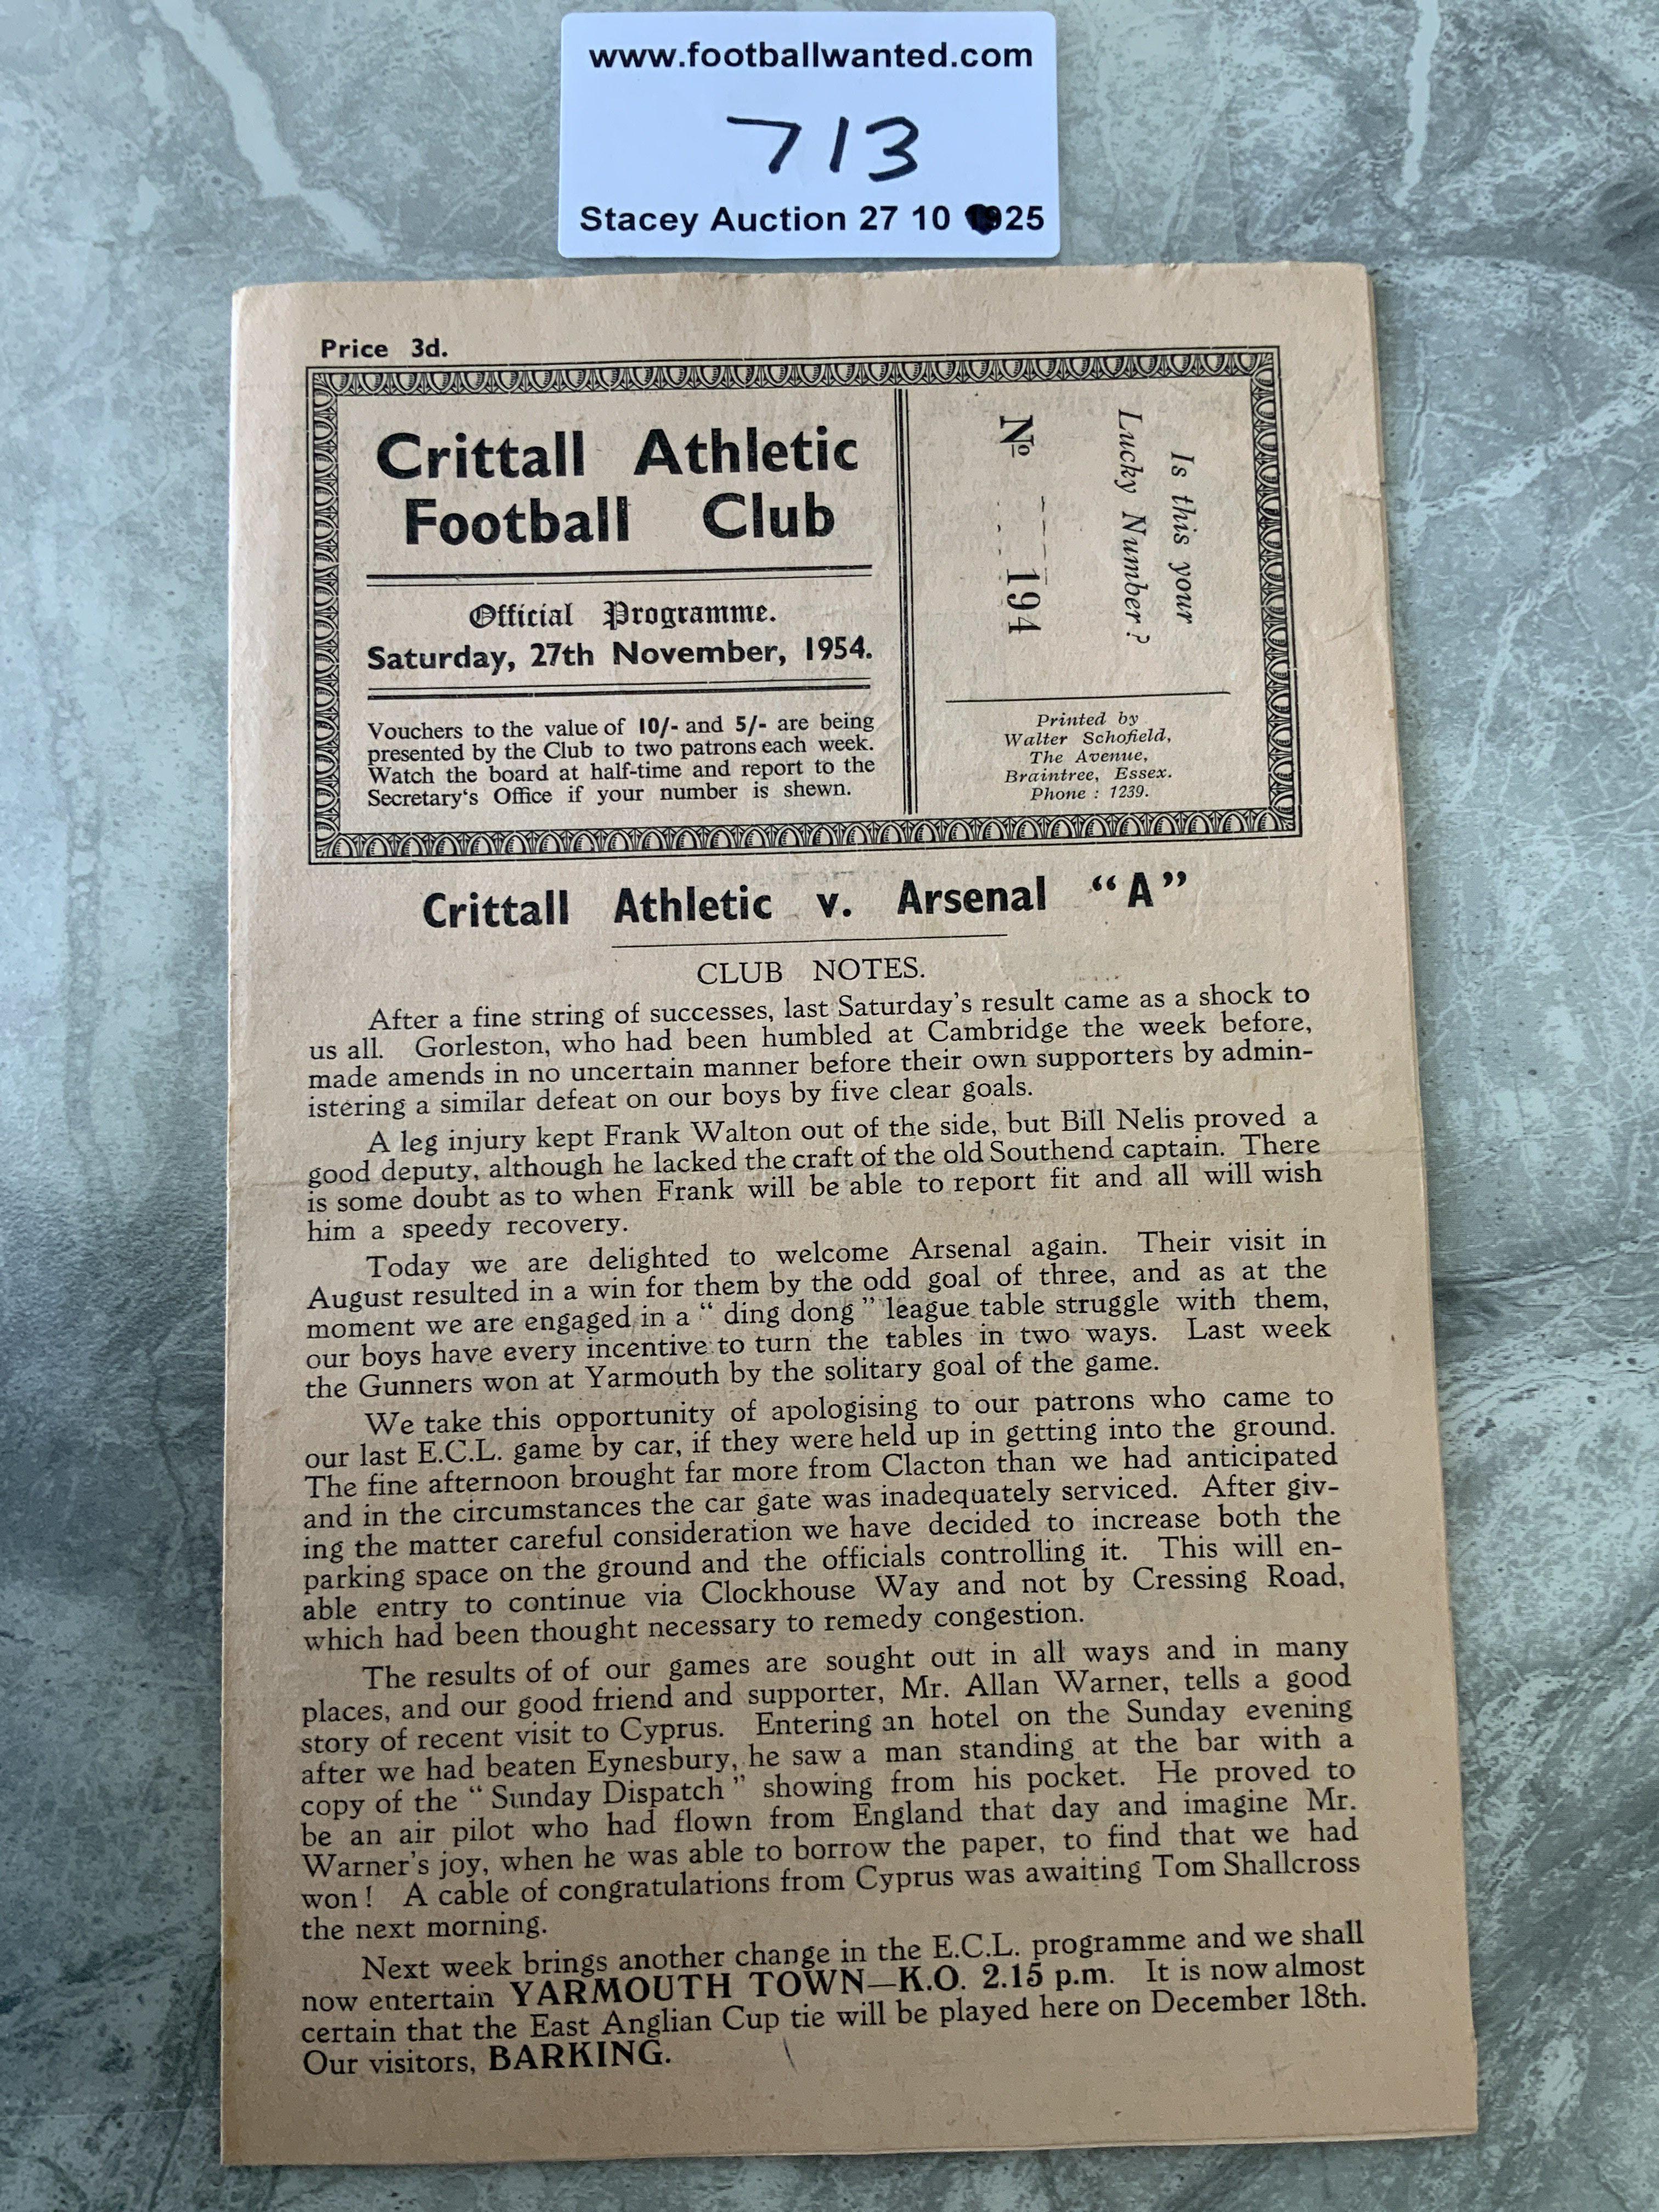 www.footballwanted.com
713
Stacey Auction 27 10 25
Price 3d.
Crittall Athletic
Football Club
Official Programme.
Saturday, 27th November, 1954.
Vouchers to the value of 10/- and 5/- are being
presented by the Club to two patrons each week.
Watch the board at half-time and report to the
Secretary's Office if your number is shewn.
Is this your
Lucky Number?
No 194
Printed by
Walter Schofield,
The Avenue,
Braintree, Essex.
Phone : 1239.
Crittall Athletic v. Arsenal "A"
CLUB NOTES.
After a fine string of successes, last Saturday's result came as a shock to
us all. Gorleston, who had been humbled at Cambridge the week before,
made amends in no uncertain manner before their own supporters by admin-
istering a similar defeat on our boys by five clear goals.
A leg injury kept Frank Walton out of the side, but Bill Nelis proved a
good deputy, although he lacked the craft of the old Southend captain. There
is some doubt as to when Frank will be able to report fit and all will wish
him a speedy recovery.
Today we are delighted to welcome Arsenal again. Their visit in
August resulted in a win for them by the odd goal of three, and as at the
moment we are engaged in a " ding dong " league table struggle with them,
our boys have every incentive to turn the tables in two ways. Last week
the Gunners won at Yarmouth by the solitary goal of the game.
We take this opportunity of apologising to our patrons who came to
our last E.C.L. game by car, if they were held up in getting into the ground.
The fine afternoon brought far more from Clacton than we had anticipated
and in the circumstances the car gate was inadequately serviced. After giv-
ing the matter careful consideration we have decided to increase both the
parking space on the ground and the officials controlling it. This will en-
able entry to continue via Clockhouse Way and not by Cressing Road,
which had been thought necessary to remedy congestion.
The results of of our games are sought out in all ways and in many
places, and our good friend and supporter, Mr. Allan Warner, tells a good
story of recent visit to Cyprus. Entering an hotel on the Sunday evening
after we had beaten Eynesbury, he saw a man standing at the bar with a
copy of the " Sunday Dispatch " showing from his pocket. He proved to
be an air pilot who had flown from England that day and imagine Mr.
Warner's joy, when he was able to borrow the paper, to find that we had
won ! A cable of congratulations from Cyprus was awaiting Tom Shallcross
the next morning.
Next week brings another change in the E.C.L. programme and we shall
now entertain YARMOUTH TOWN—K.O. 2.15 p.m. It is now almost
certain that the East Anglian Cup tie will be played here on December 18th.
Our visitors, BARKING.